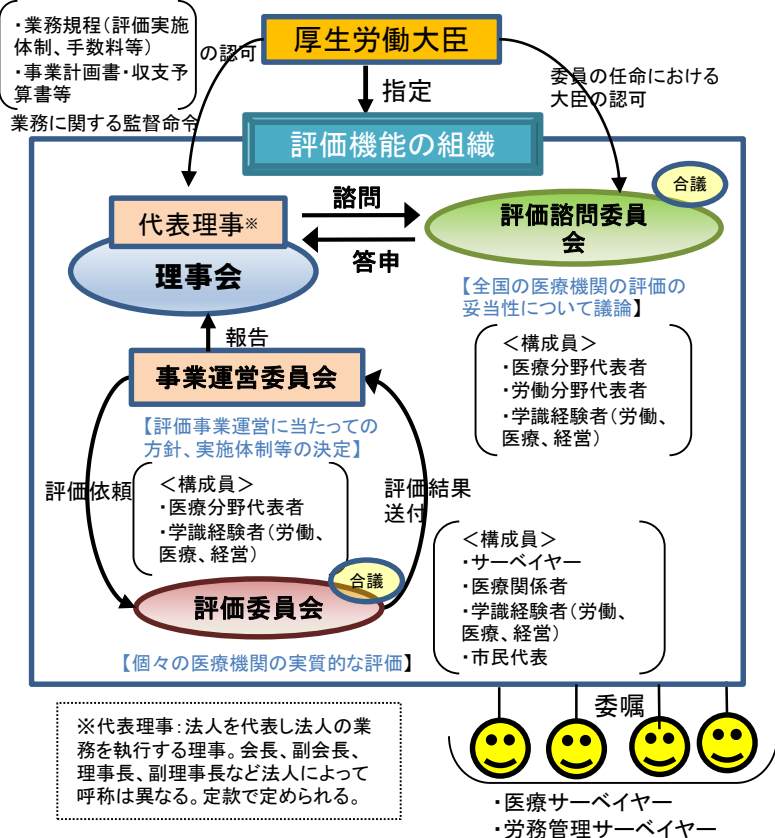 ・業務規程（評価実施
体制、手数料等）
・事業計画書・収支予
算書等
の認可
業務に関する監督命令
厚生労働大臣
指定
委員の任命における
大臣の認可
評価機能の組織
合議
代表理事※
理事会
諮問
答申
評価諮問委員
会
【全国の医療機関の評価の
妥当性について議論】
＜構成員＞
・医療分野代表者
・労働分野代表者
・学識経験者（労働、
医療、経営）
報告
事業運営委員会
【評価事業運営に当たっての
方針、実施体制等の決定】
評価依頼
＜構成員＞
・医療分野代表者
・学識経験者（労働、
医療、経営）
評価結果
送付
合議
評価委員会
【個々の医療機関の実質的な評価】
＜構成員＞
・サーベイヤー
・医療関係者
・学識経験者（労働、
医療、経営）
・市民代表
委嘱
※代表理事：法人を代表し法人の業
務を執行する理事。会長、副会長、
理事長、副理事長など法人によって
呼称は異なる。定款で定められる。
・医療サーベイヤー
・労務管理サーベイヤー